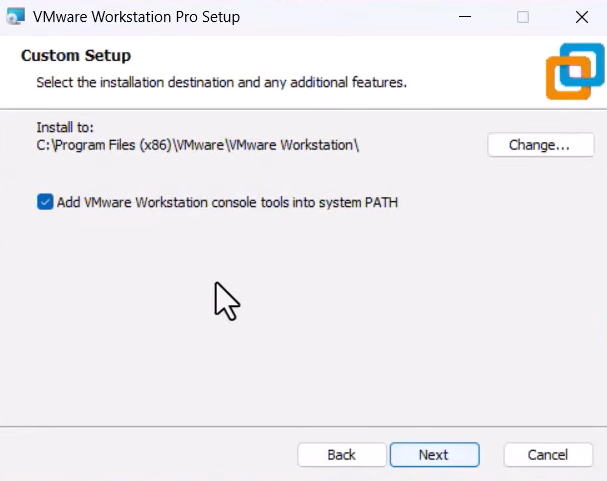 VMware Workstation Pro Setup
Custom Setup
Select the installation destination and any additional features.
Install to:
C:\Program Files (x86)\VMware\VMware Workstation\
Change...
Add VMware Workstation console tools into system PATH
Back
Next
Cancel